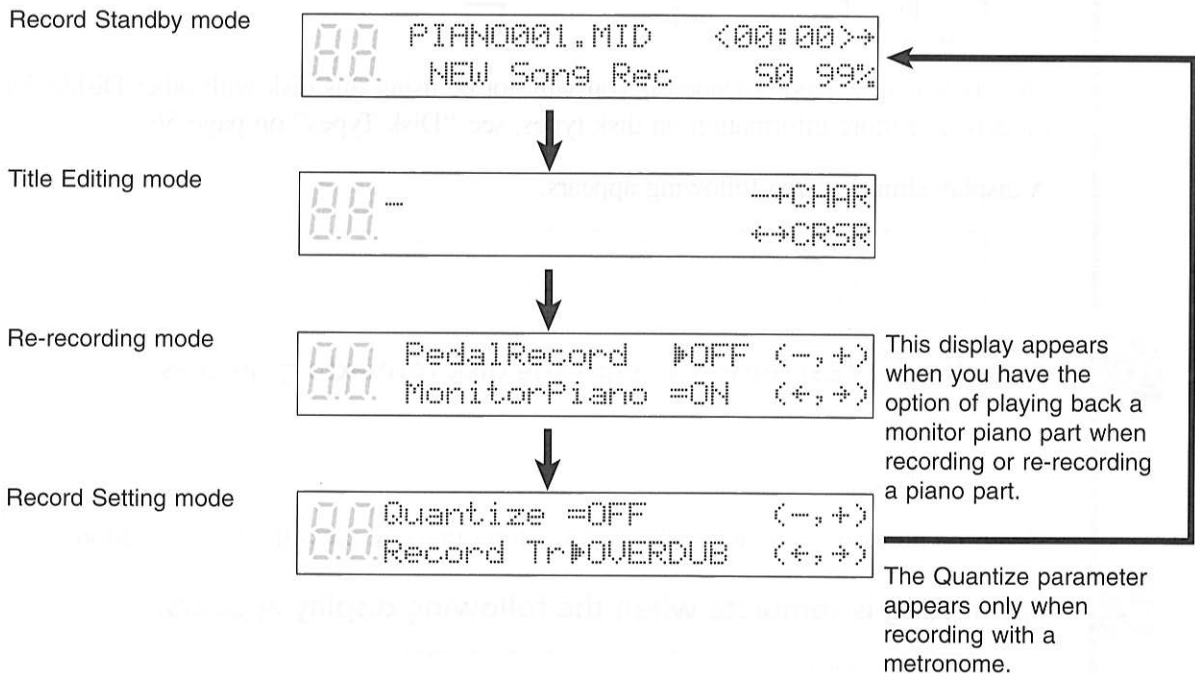 Record Standby mode
PIANO001.MID <00:00>→
NEW Song Rec S0 99%
Title Editing mode
-+CHAR
←→CRSR
Re-recording mode
PedalRecord ▶OFF (-,+)
MonitorPiano =ON (←,→)
This display appears
when you have the
option of playing back a
monitor piano part when
recording or re-recording
a piano part.
Record Setting mode
Quantize =OFF (-,+)
Record Tr▶OVERDUB (←,→)
The Quantize parameter
appears only when
recording with a
metronome.